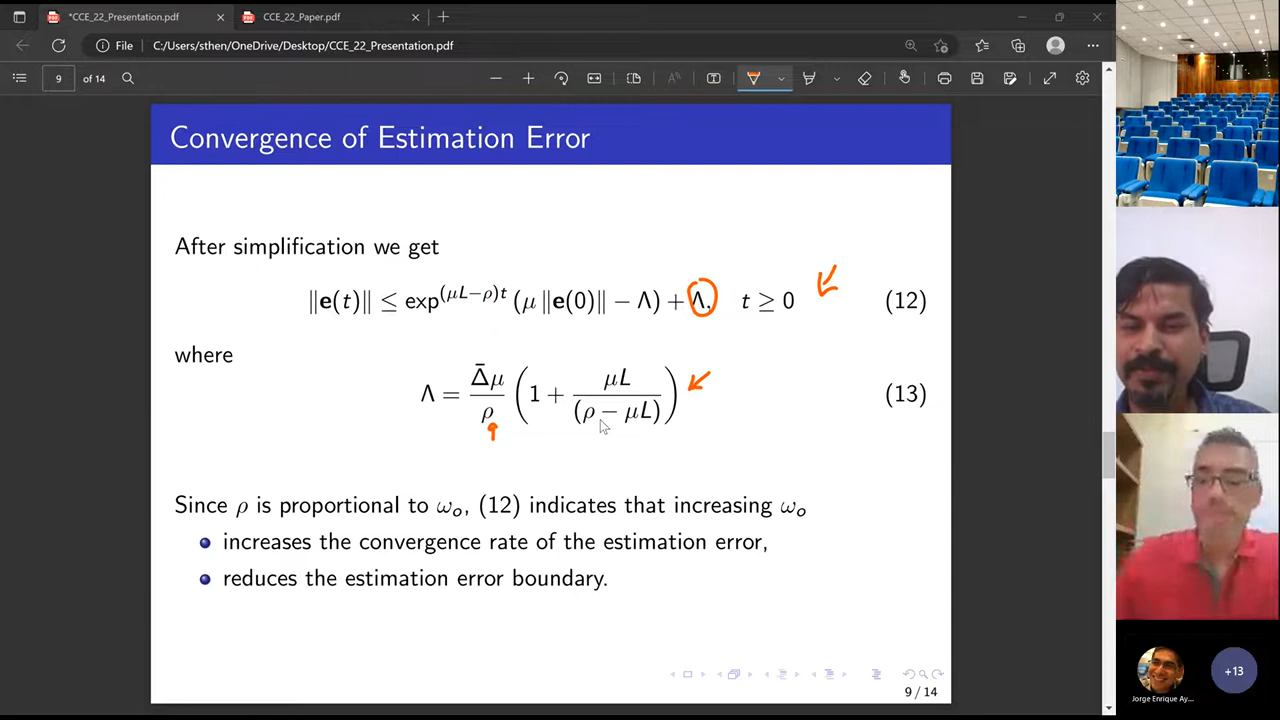 *CCE_22_Presentation.pdf
CCE_22_Paper.pdf
File C:/Users/sthen/OneDrive/Desktop/CCE_22_Presentation.pdf
9 of 14
Convergence of Estimation Error
After simplification we get
‖e(t)‖ ≤ exp^(μL−ρ)t (μ ‖e(0)‖ − Λ) + Λ. t ≥ 0 (12)
where
Λ = Δ̄μ/ρ (1 + μL/(ρ − μL)) (13)
Since ρ is proportional to ωₒ, (12) indicates that increasing ωₒ
increases the convergence rate of the estimation error,
reduces the estimation error boundary.
9 / 14
Jorge Enrique Ay...
+13